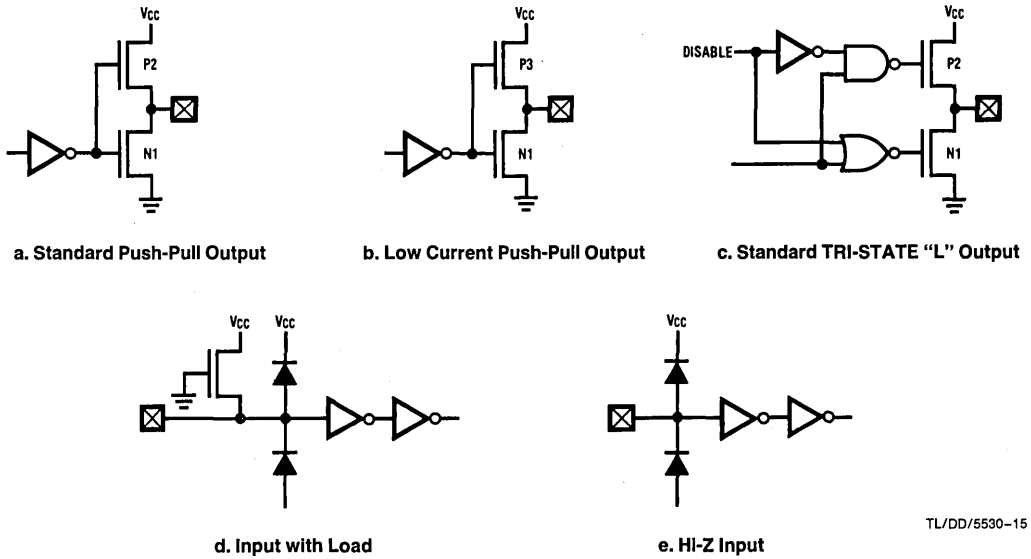 VCC
P2
N1
a. Standard Push-Pull Output
VCC
P3
N1
b. Low Current Push-Pull Output
DISABLE
VCC
P2
N1
c. Standard TRI-STATE “L” Output
VCC VCC
d. Input with Load
VCC
e. Hi-Z Input
TL/DD/5530–15